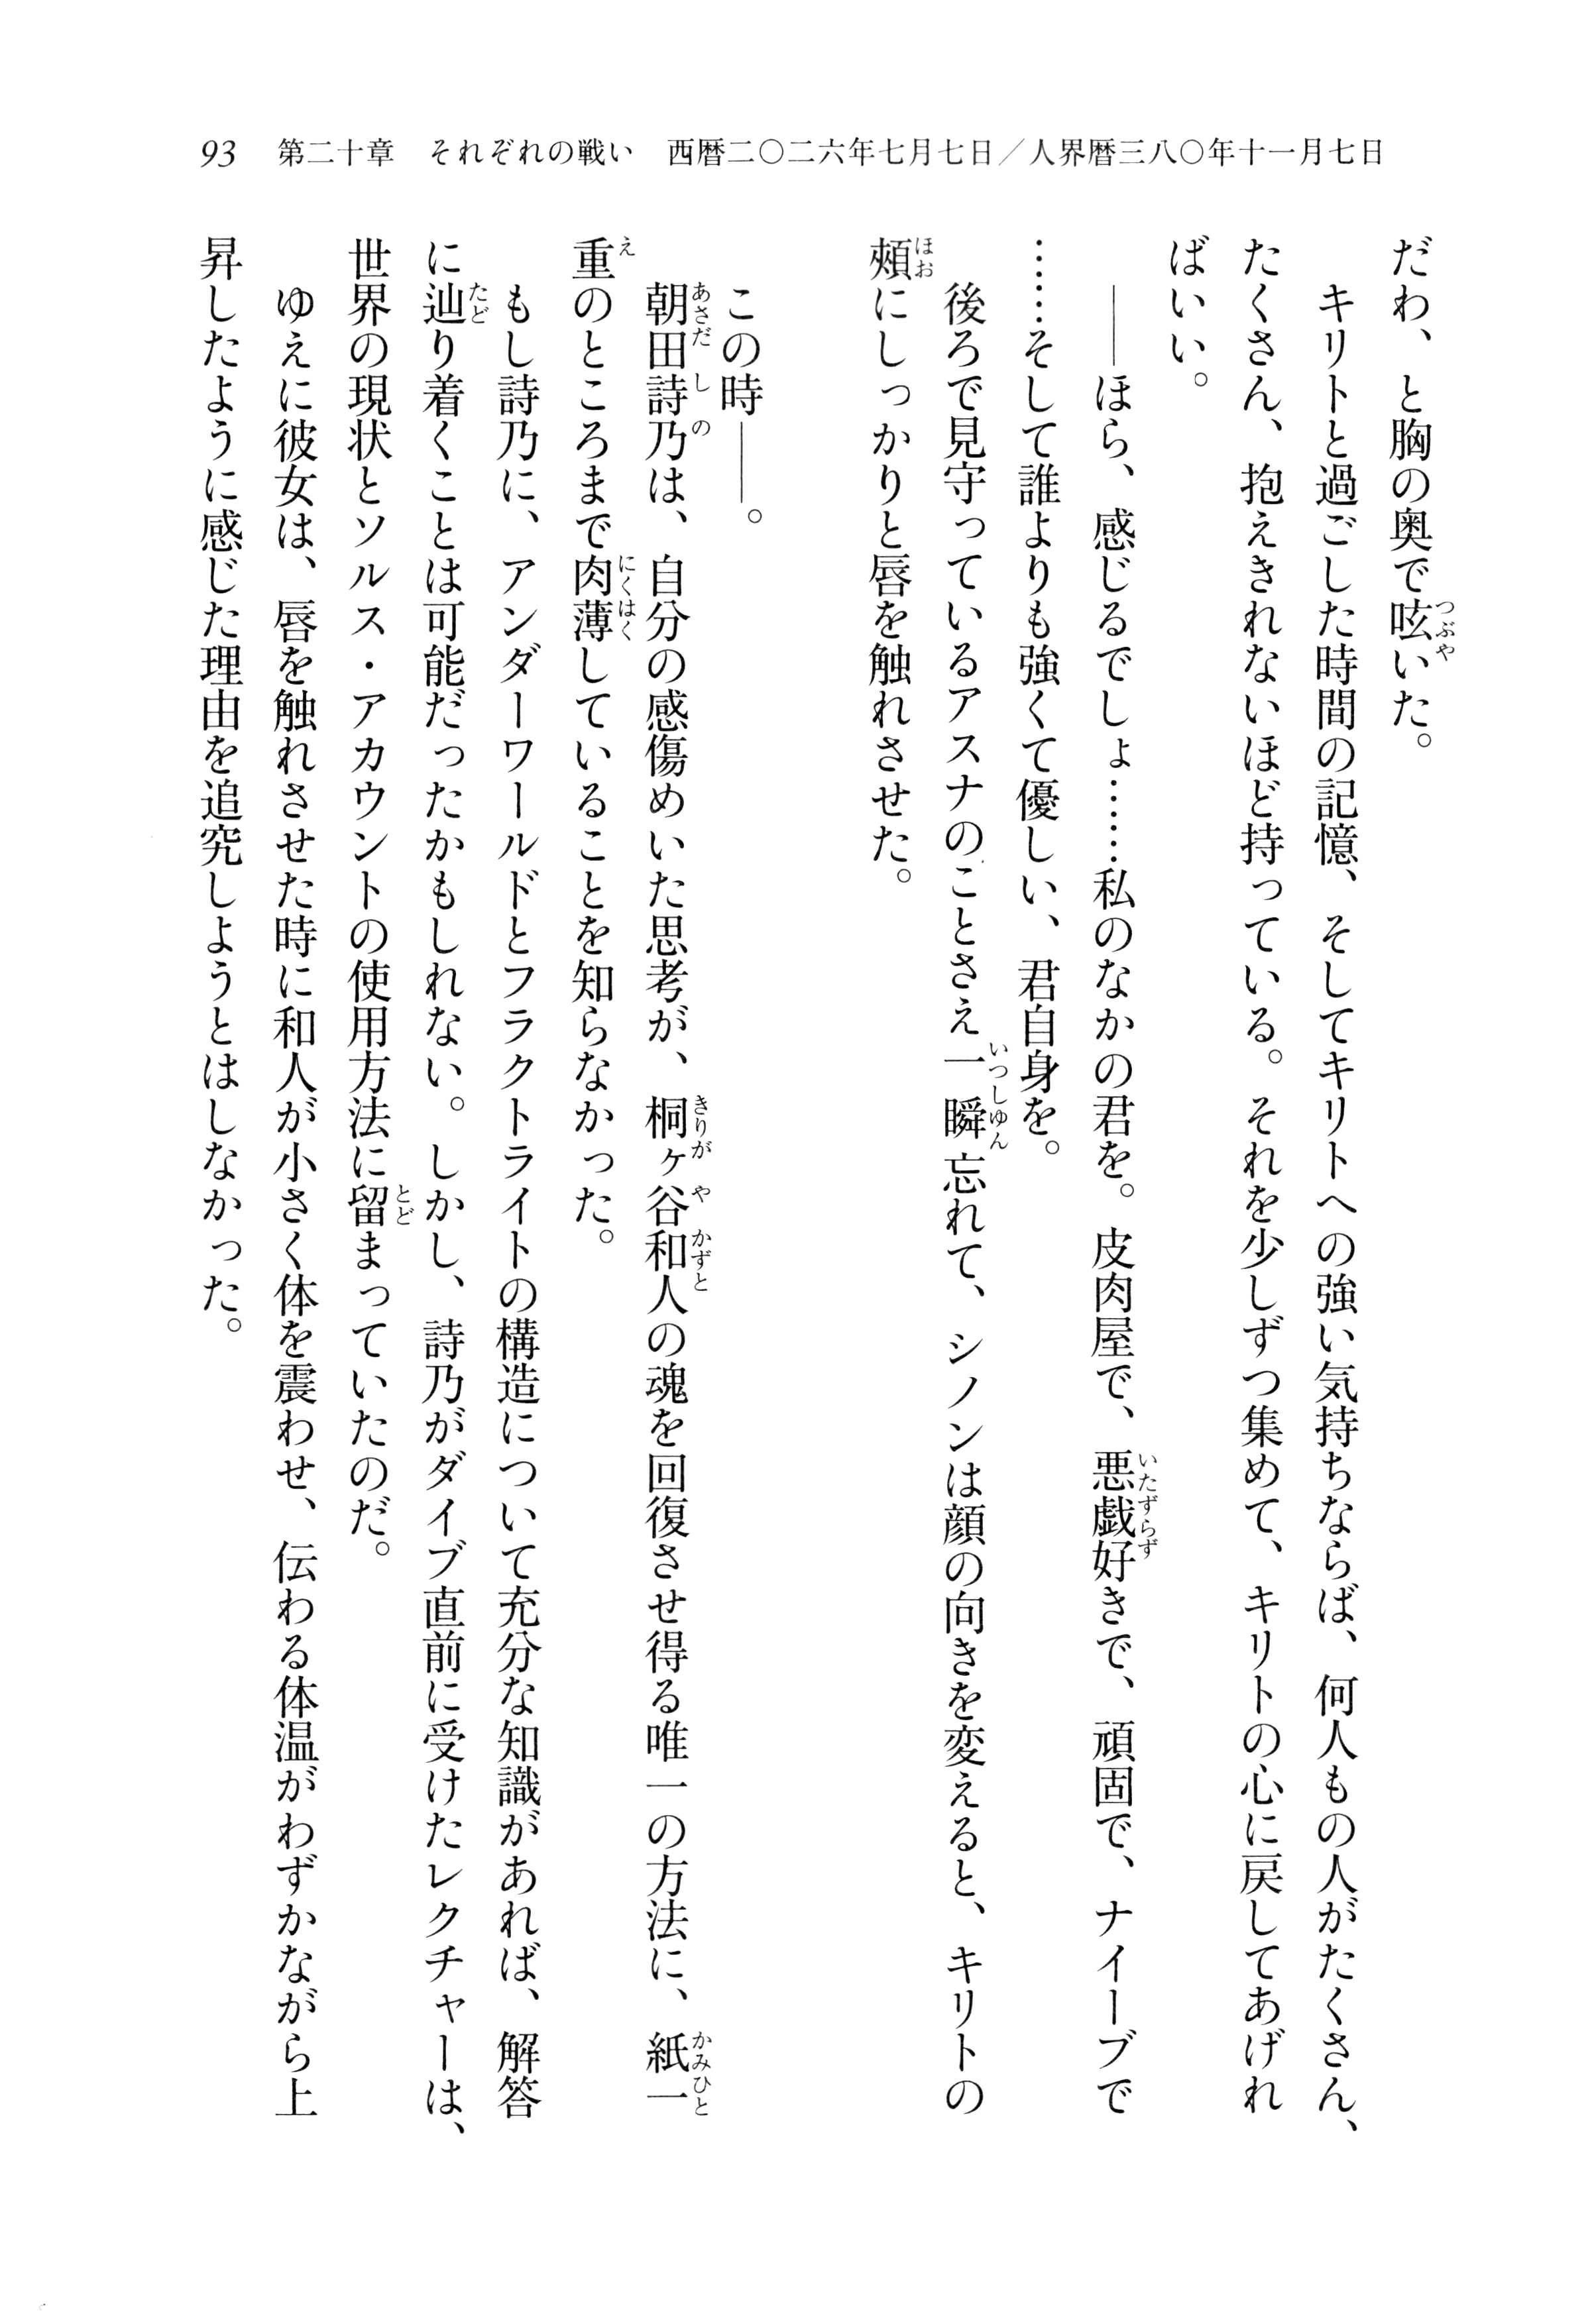 93　第二十章　それぞれの戦い　西暦二〇二六年七月七日／人界暦三八〇年十一月七日
だわ、と胸の奥で呟いた。
　キリトと過ごした時間の記憶、そしてキリトへの強い気持ちならば、何人もの人がたくさん、
たくさん、抱えきれないほど持っている。それを少しずつ集めて、キリトの心に戻してあげれ
ばいい。
　――ほら、感じるでしょ……私のなかの君を。皮肉屋で、悪戯好きで、頑固で、ナイーブで
……そして誰よりも強くて優しい、君自身を。
　後ろで見守っているアスナのことさえ一瞬忘れて、シノンは顔の向きを変えると、キリトの
頰にしっかりと唇を触れさせた。
　この時――。
　朝田詩乃は、自分の感傷めいた思考が、桐ヶ谷和人の魂を回復させ得る唯一の方法に、紙一
重のところまで肉薄していることを知らなかった。
　もし詩乃に、アンダーワールドとフラクトライトの構造について充分な知識があれば、解答
に辿り着くことは可能だったかもしれない。しかし、詩乃がダイブ直前に受けたレクチャーは、
世界の現状とソルス・アカウントの使用方法に留まっていたのだ。
　ゆえに彼女は、唇を触れさせた時に和人が小さく体を震わせ、伝わる体温がわずかながら上
昇したように感じた理由を追究しようとはしなかった。